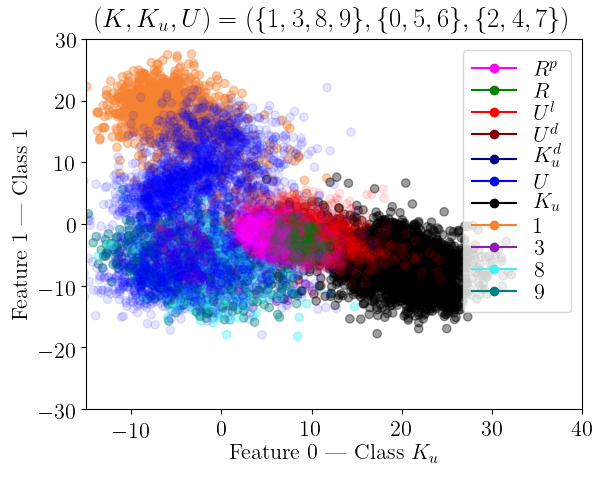 (K, K_u, U) = ({1, 3, 8, 9}, {0, 5, 6}, {2, 4, 7})
30
20
10
0
−10
−20
−30
Feature 1 — Class 1
R^p
R
U^l
U^d
K_u^d
U
K_u
1
3
8
9
−10
0
10
20
30
40
Feature 0 — Class K_u